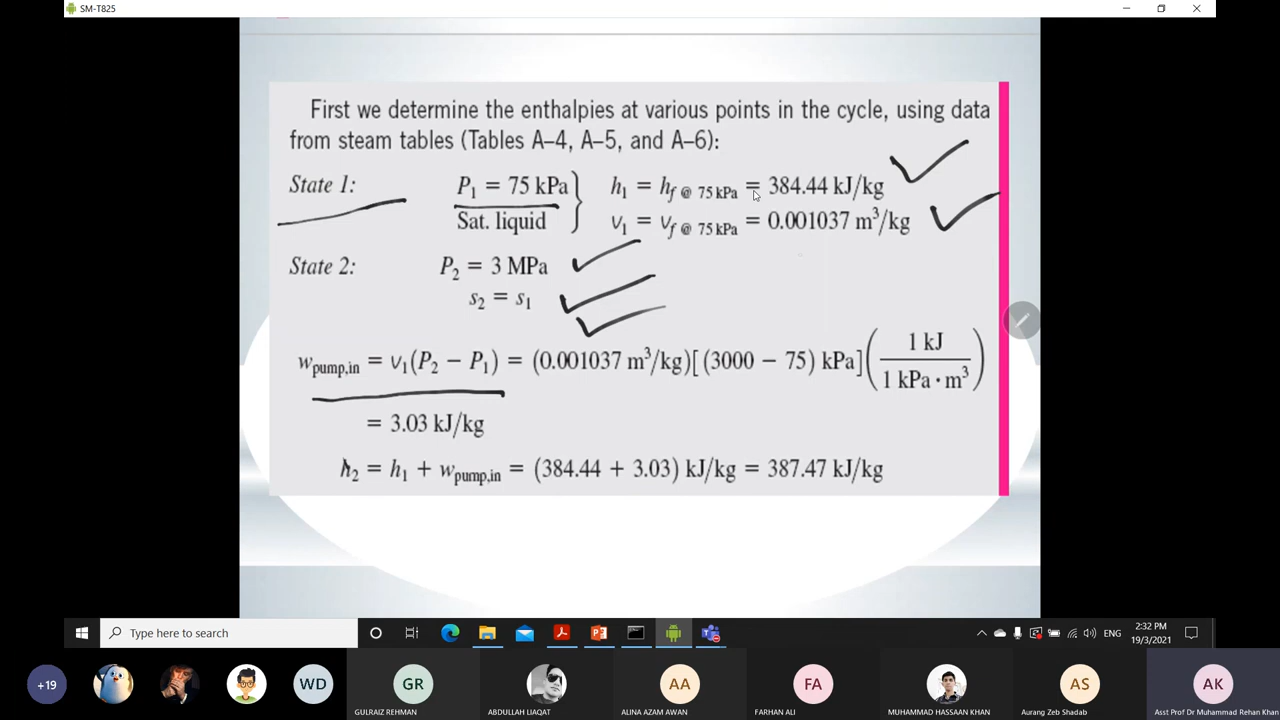 SM-T825
First we determine the enthalpies at various points in the cycle, using data
from steam tables (Tables A–4, A–5, and A–6):
State 1: P1 = 75 kPa } h1 = hf @ 75 kPa = 384.44 kJ/kg
Sat. liquid v1 = vf @ 75 kPa = 0.001037 m³/kg
State 2: P2 = 3 MPa
s2 = s1
wpump,in = v1(P2 − P1) = (0.001037 m³/kg)[(3000 − 75) kPa](1 kJ / 1 kPa · m³)
= 3.03 kJ/kg
h2 = h1 + wpump,in = (384.44 + 3.03) kJ/kg = 387.47 kJ/kg
Type here to search
ENG
2:32 PM
19/3/2021
+19
WD
GR
AA
FA
AS
AK
GULRAIZ REHMAN
ABDULLAH LIAQAT
ALINA AZAM AWAN
FARHAN ALI
MUHAMMAD HASSAAN KHAN
Aurang Zeb Shadab
Asst Prof Dr Muhammad Rehan Khan